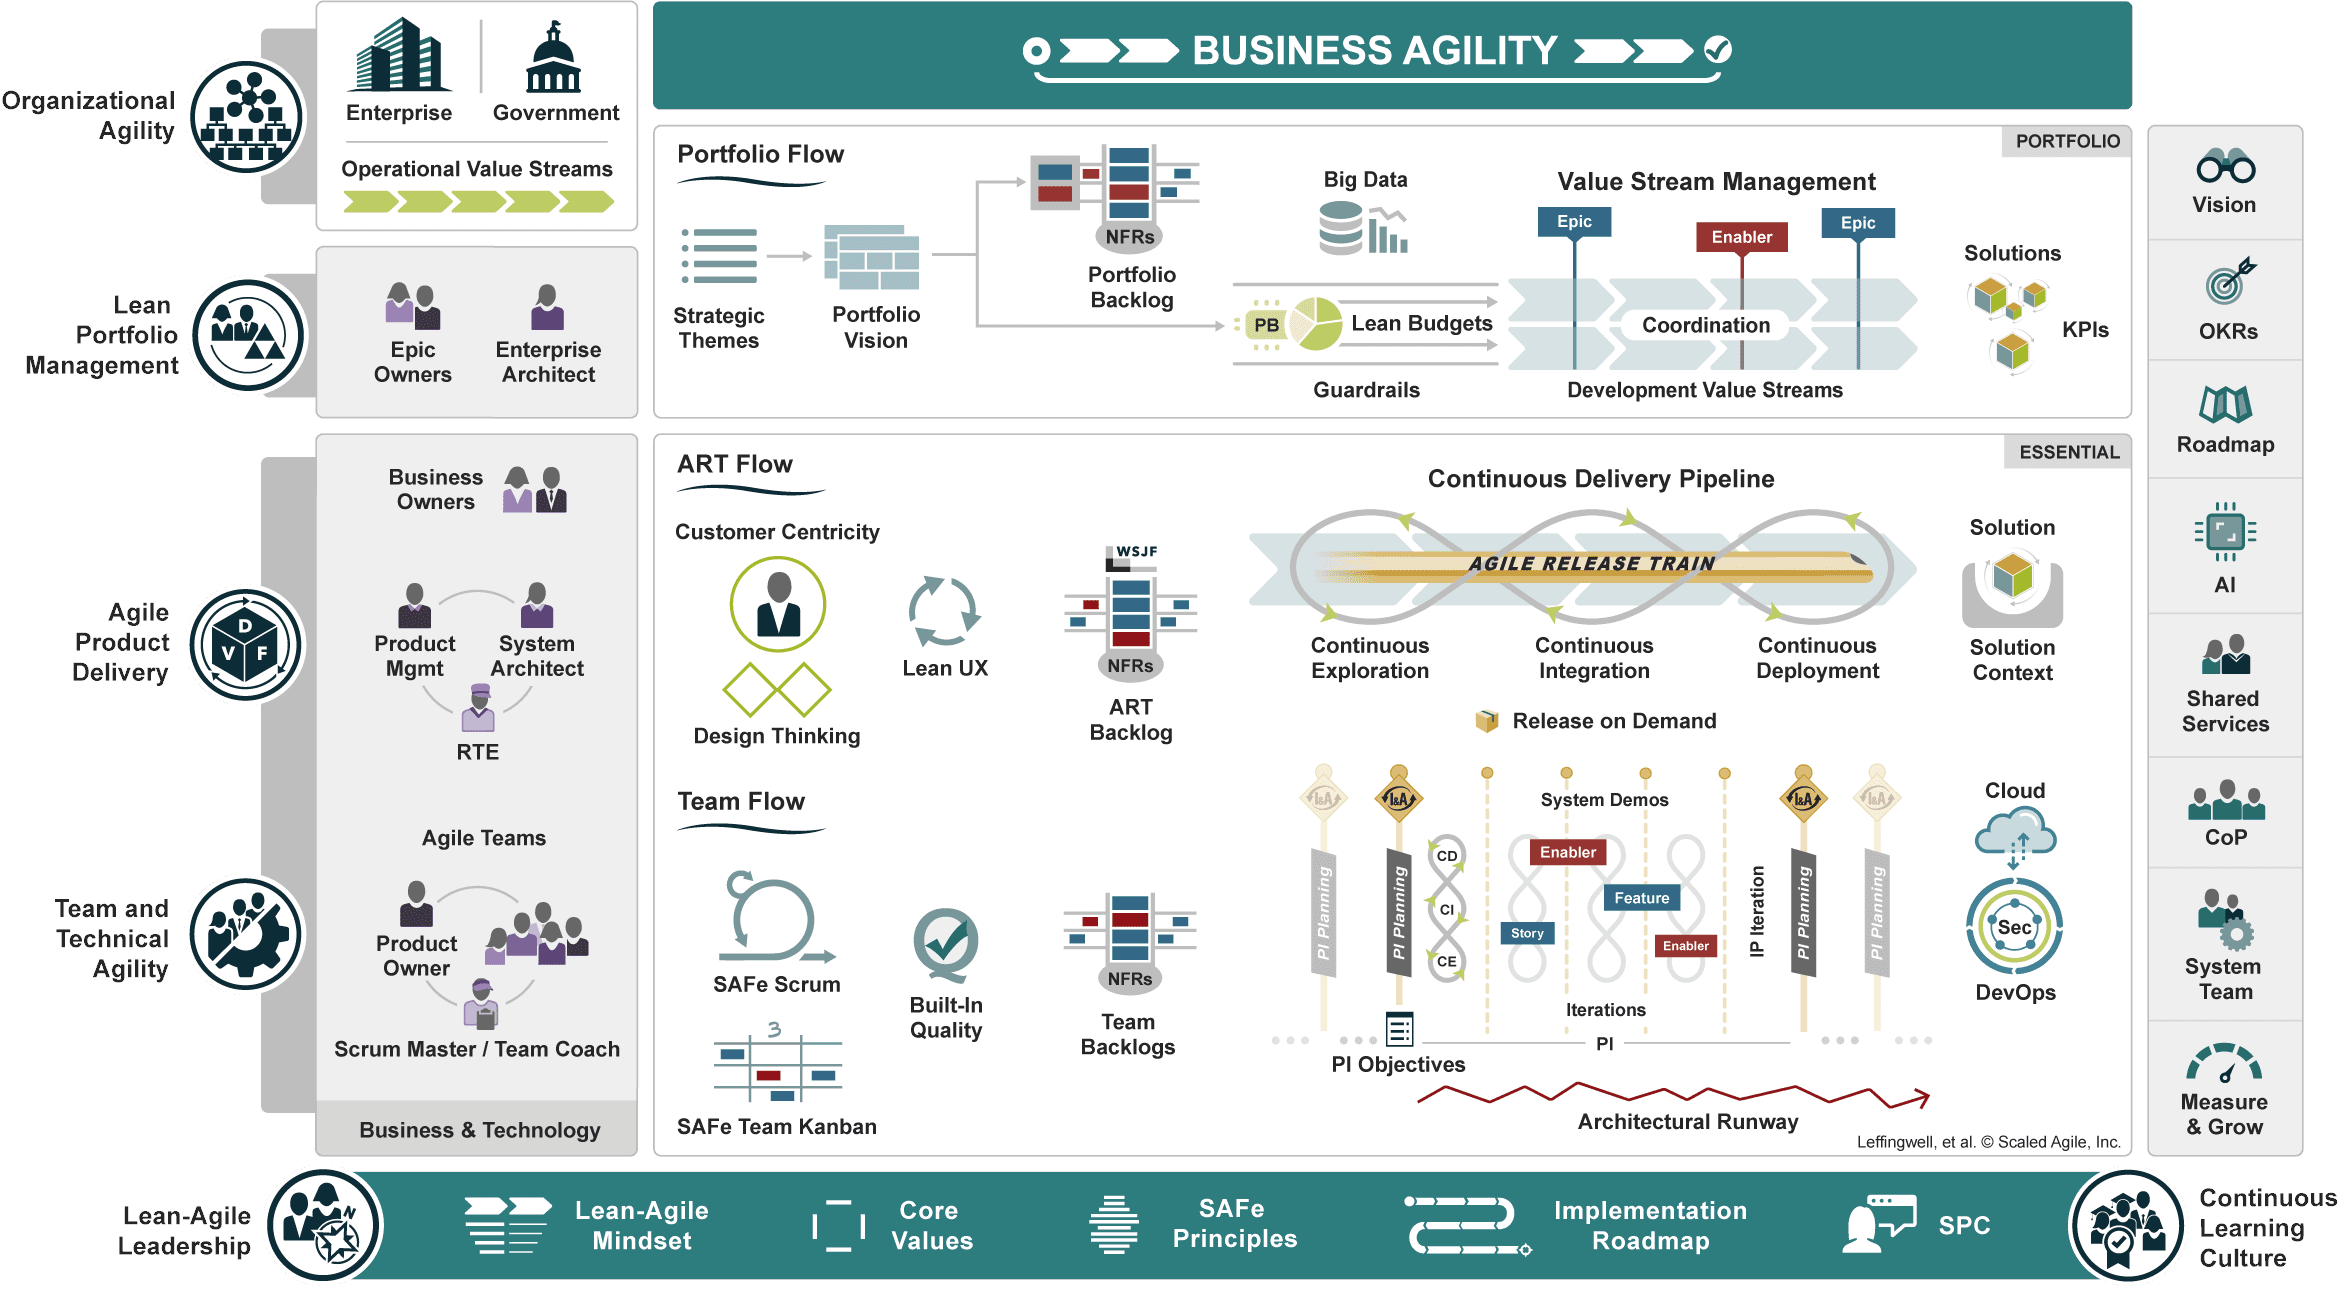 BUSINESS AGILITY
Organizational
Agility
Enterprise
Government
Operational Value Streams
Lean
Portfolio
Management
Epic
Owners
Enterprise
Architect
Agile
Product
Delivery
D
V
F
Team and
Technical
Agility
Business
Owners
Product
Mgmt
System
Architect
RTE
Agile Teams
Product
Owner
Scrum Master / Team Coach
Business & Technology
PORTFOLIO
Portfolio Flow
Strategic
Themes
Portfolio
Vision
NFRs
Portfolio
Backlog
Big Data
PB
Lean Budgets
Guardrails
Value Stream Management
Epic
Enabler
Epic
Coordination
Development Value Streams
Solutions
KPIs
ESSENTIAL
ART Flow
Customer Centricity
Design Thinking
Lean UX
WSJF
NFRs
ART
Backlog
Continuous Delivery Pipeline
AGILE RELEASE TRAIN
Continuous
Exploration
Continuous
Integration
Continuous
Deployment
Release on Demand
Solution
Solution
Context
Team Flow
SAFe Scrum
3
SAFe Team Kanban
Built-In
Quality
NFRs
Team
Backlogs
I&A
I&A
I&A
I&A
PI Planning
PI Planning
PI Planning
PI Planning
System Demos
CD
CI
CE
Enabler
Feature
Story
Enabler
IP Iteration
Iterations
PI
PI Objectives
Architectural Runway
Cloud
Sec
DevOps
Leffingwell, et al. © Scaled Agile, Inc.
Vision
OKRs
Roadmap
AI
Shared
Services
CoP
System
Team
Measure
& Grow
Lean-Agile
Leadership
N
Lean-Agile
Mindset
Core
Values
SAFe
Principles
Implementation
Roadmap
SPC
Continuous
Learning
Culture